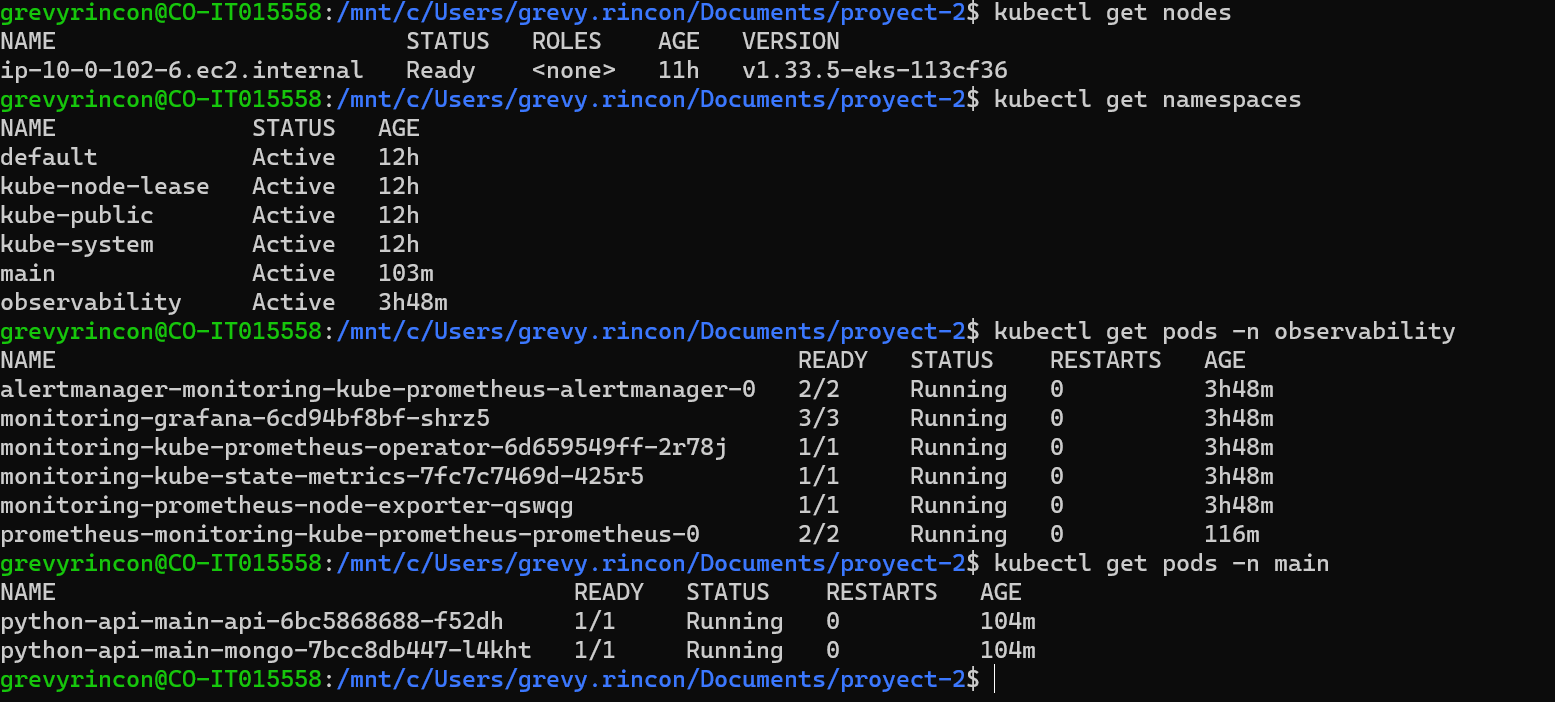 grevyrincon@CO-IT015558:/mnt/c/Users/grevy.rincon/Documents/proyect-2$ kubectl get nodes
NAME                         STATUS   ROLES    AGE   VERSION
ip-10-0-102-6.ec2.internal   Ready    <none>   11h   v1.33.5-eks-113cf36
grevyrincon@CO-IT015558:/mnt/c/Users/grevy.rincon/Documents/proyect-2$ kubectl get namespaces
NAME              STATUS   AGE
default           Active   12h
kube-node-lease   Active   12h
kube-public       Active   12h
kube-system       Active   12h
main              Active   103m
observability     Active   3h48m
grevyrincon@CO-IT015558:/mnt/c/Users/grevy.rincon/Documents/proyect-2$ kubectl get pods -n observability
NAME                                                     READY   STATUS    RESTARTS   AGE
alertmanager-monitoring-kube-prometheus-alertmanager-0   2/2     Running   0          3h48m
monitoring-grafana-6cd94bf8bf-shrz5                      3/3     Running   0          3h48m
monitoring-kube-prometheus-operator-6d659549ff-2r78j     1/1     Running   0          3h48m
monitoring-kube-state-metrics-7fc7c7469d-425r5           1/1     Running   0          3h48m
monitoring-prometheus-node-exporter-qswqg                1/1     Running   0          3h48m
prometheus-monitoring-kube-prometheus-prometheus-0       2/2     Running   0          116m
grevyrincon@CO-IT015558:/mnt/c/Users/grevy.rincon/Documents/proyect-2$ kubectl get pods -n main
NAME                                     READY   STATUS    RESTARTS   AGE
python-api-main-api-6bc5868688-f52dh     1/1     Running   0          104m
python-api-main-mongo-7bcc8db447-l4kht   1/1     Running   0          104m
grevyrincon@CO-IT015558:/mnt/c/Users/grevy.rincon/Documents/proyect-2$